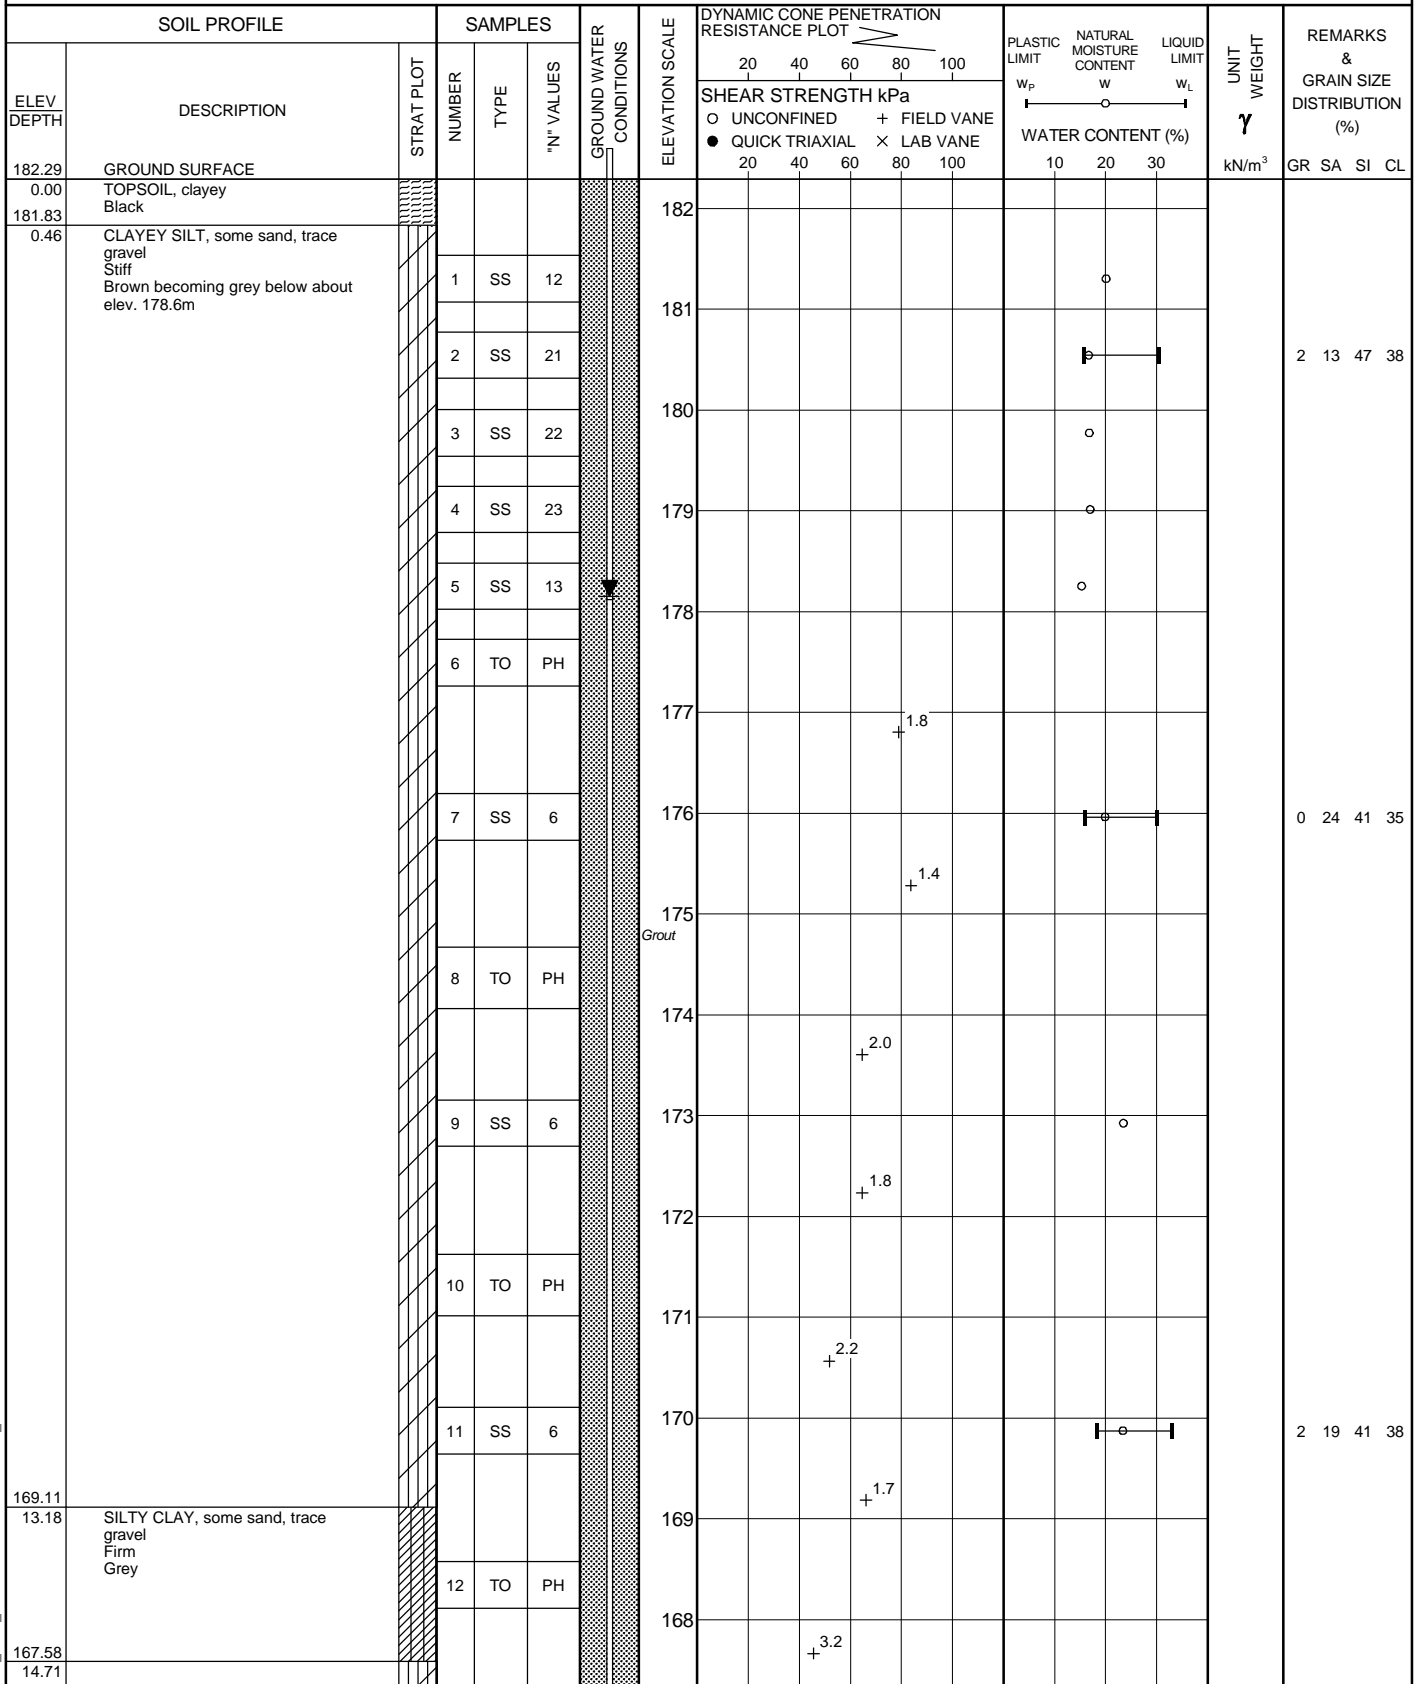 SOIL PROFILE
SAMPLES
GROUND WATER
CONDITIONS
ELEVATION SCALE
DYNAMIC CONE PENETRATION
RESISTANCE PLOT
20 40 60 80 100
PLASTIC
LIMIT
NATURAL
MOISTURE
CONTENT
LIQUID
LIMIT
wP w wL
UNIT
WEIGHT
γ
kN/m³
REMARKS
&
GRAIN SIZE
DISTRIBUTION
(%)
GR SA SI CL
ELEV
DEPTH
DESCRIPTION
STRAT PLOT
NUMBER
TYPE
"N" VALUES
SHEAR STRENGTH kPa
○ UNCONFINED + FIELD VANE
● QUICK TRIAXIAL × LAB VANE
20 40 60 80 100
WATER CONTENT (%)
10 20 30
182.29 GROUND SURFACE
0.00 TOPSOIL, clayey
Black
181.83
0.46 CLAYEY SILT, some sand, trace
gravel
Stiff
Brown becoming grey below about
elev. 178.6m
182
1 SS 12
181
2 SS 21 2 13 47 38
180
3 SS 22
4 SS 23
179
5 SS 13
178
6 TO PH
177
1.8
176
7 SS 6 0 24 41 35
1.4
175
Grout
8 TO PH
174
2.0
173
9 SS 6
1.8
172
10 TO PH
171
2.2
170
11 SS 6 2 19 41 38
1.7
169.11
13.18 SILTY CLAY, some sand, trace
gravel
Firm
Grey
169
12 TO PH
168
3.2
167.58
14.71